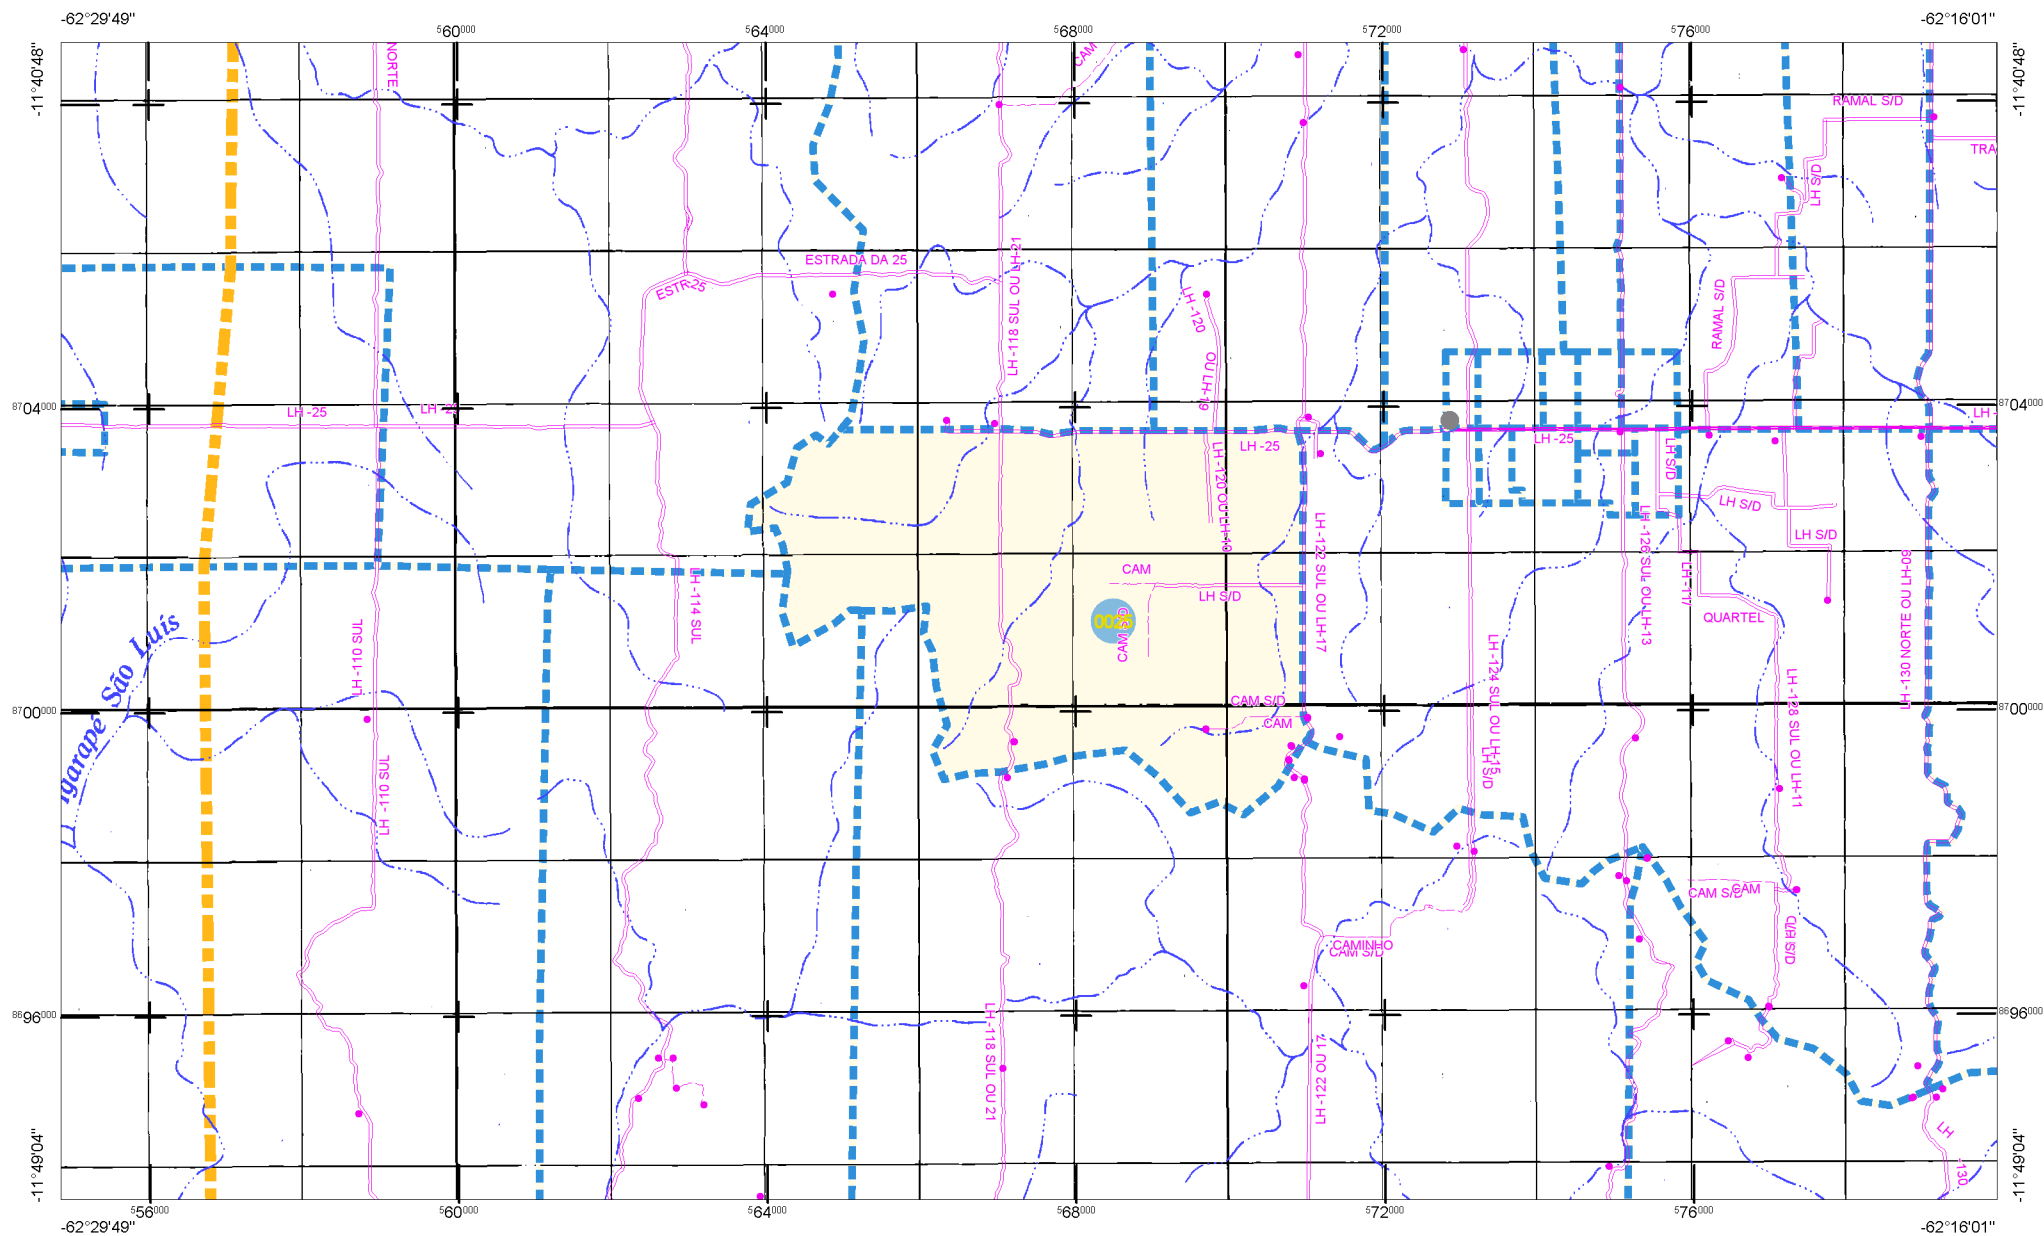 -62°29'49"
-62°16'01"
560000
564000
568000
572000
576000
-11°40'48"
-11°40'48"
NORTE
CAM
RAMAL S/D
TRA
LH S/D
ESTRADA DA 25
ESTR-25
LH -118 SUL OU LH-21
LH -120
OU LH-19
RAMAL S/D
8704000
8704000
LH -25
LH -25
LH -25
LH -
LH S/D
LH -120 OU LH-19
LH S/D
LH S/D
LH -122 SUL OU LH-17
LH -126 SUL OU LH-13
LH -130 NORTE OU LH-09
CAM
LH S/D
LH -114 SUL
LH-117
QUARTEL
Igarapé São Luís
LH -110 SUL
CAM S/D
LH -124 SUL OU LH-15
LH -128 SUL OU LH-11
8700000
8700000
CAM S/D
CAM
LH S/D
LH -110 SUL
CAM S/D
CAM
LH S/D
CAMINHO
CAM S/D
8696000
8696000
LH -118 SUL OU 21
LH -122 OU 17
LH
-130
-11°49'04"
-11°49'04"
556000
560000
564000
568000
572000
576000
-62°29'49"
-62°16'01"